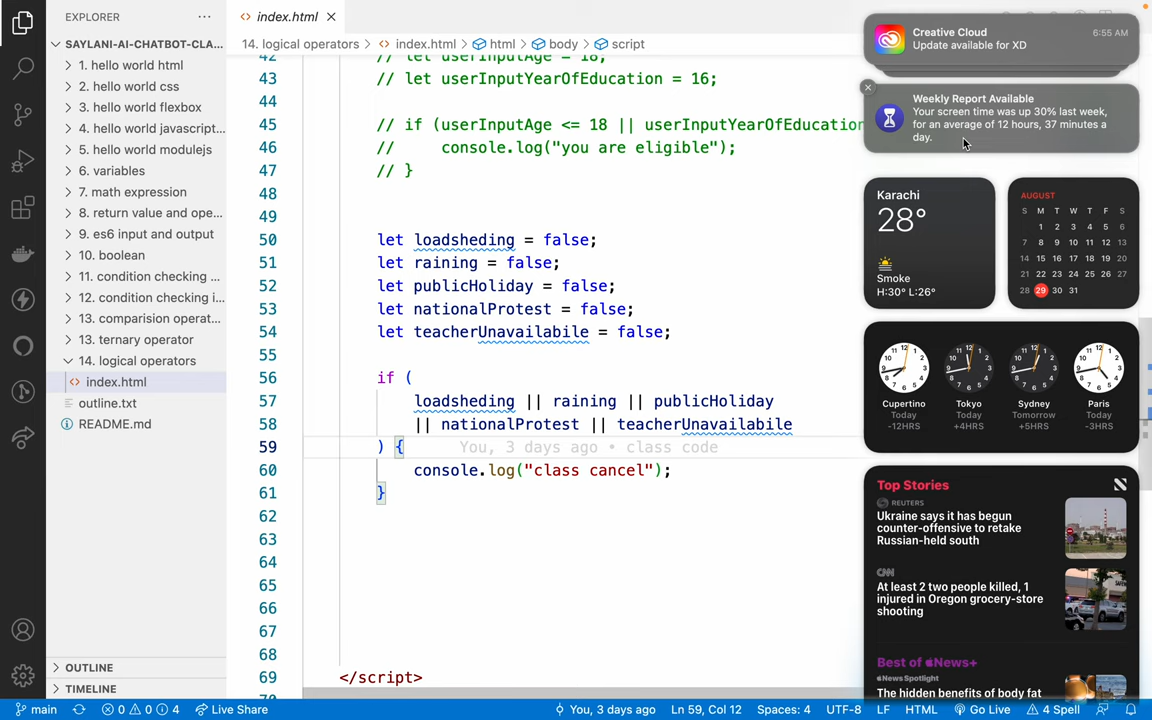 EXPLORER
SAYLANI-AI-CHATBOT-CLA...
1. hello world html
2. hello world css
3. hello world flexbox
4. hello world javascript...
5. hello world modulejs
6. variables
7. math expression
8. return value and ope...
9. es6 input and output
10. boolean
11. condition checking ...
12. condition checking i...
13. comparision operat...
13. ternary operator
14. logical operators
index.html
outline.txt
README.md
OUTLINE
TIMELINE
index.html
14. logical operators > index.html > html > body > script
42 // let userInputAge = 18;
43 // let userInputYearOfEducation = 16;
44
45 // if (userInputAge <= 18 || userInputYearOfEducation
46 // console.log("you are eligible");
47 // }
48
49
50 let loadsheding = false;
51 let raining = false;
52 let publicHoliday = false;
53 let nationalProtest = false;
54 let teacherUnavailabile = false;
55
56 if (
57 loadsheding || raining || publicHoliday
58 || nationalProtest || teacherUnavailabile
59 ) { You, 3 days ago • class code
60 console.log("class cancel");
61 }
62
63
64
65
66
67
68
69 </script>
Creative Cloud 6:55 AM
Update available for XD
Weekly Report Available
Your screen time was up 30% last week,
for an average of 12 hours, 37 minutes a
day.
Karachi
28°
Smoke
H:30° L:26°
AUGUST
S M T W T F S
1 2 3 4 5 6
7 8 9 10 11 12 13
14 15 16 17 18 19 20
21 22 23 24 25 26 27
28 29 30 31
Cupertino Tokyo Sydney Paris
Today Today Tomorrow Today
-12HRS +4HRS +5HRS -3HRS
Top Stories
REUTERS
Ukraine says it has begun
counter-offensive to retake
Russian-held south
CNN
At least 2 two people killed, 1
injured in Oregon grocery-store
shooting
Best of News+
News Spotlight
The hidden benefits of body fat
main 0 0 4 Live Share You, 3 days ago Ln 59, Col 12 Spaces: 4 UTF-8 LF HTML Go Live 4 Spell